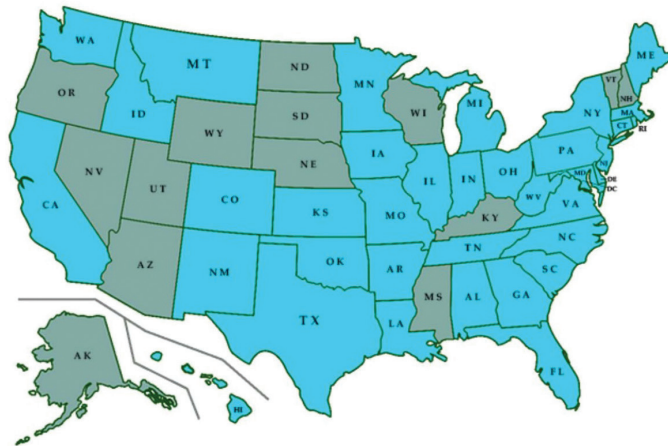 WA
MT
ND
MN
ME
VT
NH
OR
ID
SD
WI
MI
NY
MA
CT
RI
WY
NE
IA
PA
NJ
NV
UT
CO
IL
IN
OH
MD
DE
DC
CA
KS
MO
WV
VA
KY
AZ
NM
OK
AR
TN
NC
SC
TX
LA
MS
AL
GA
AK
FL
HI